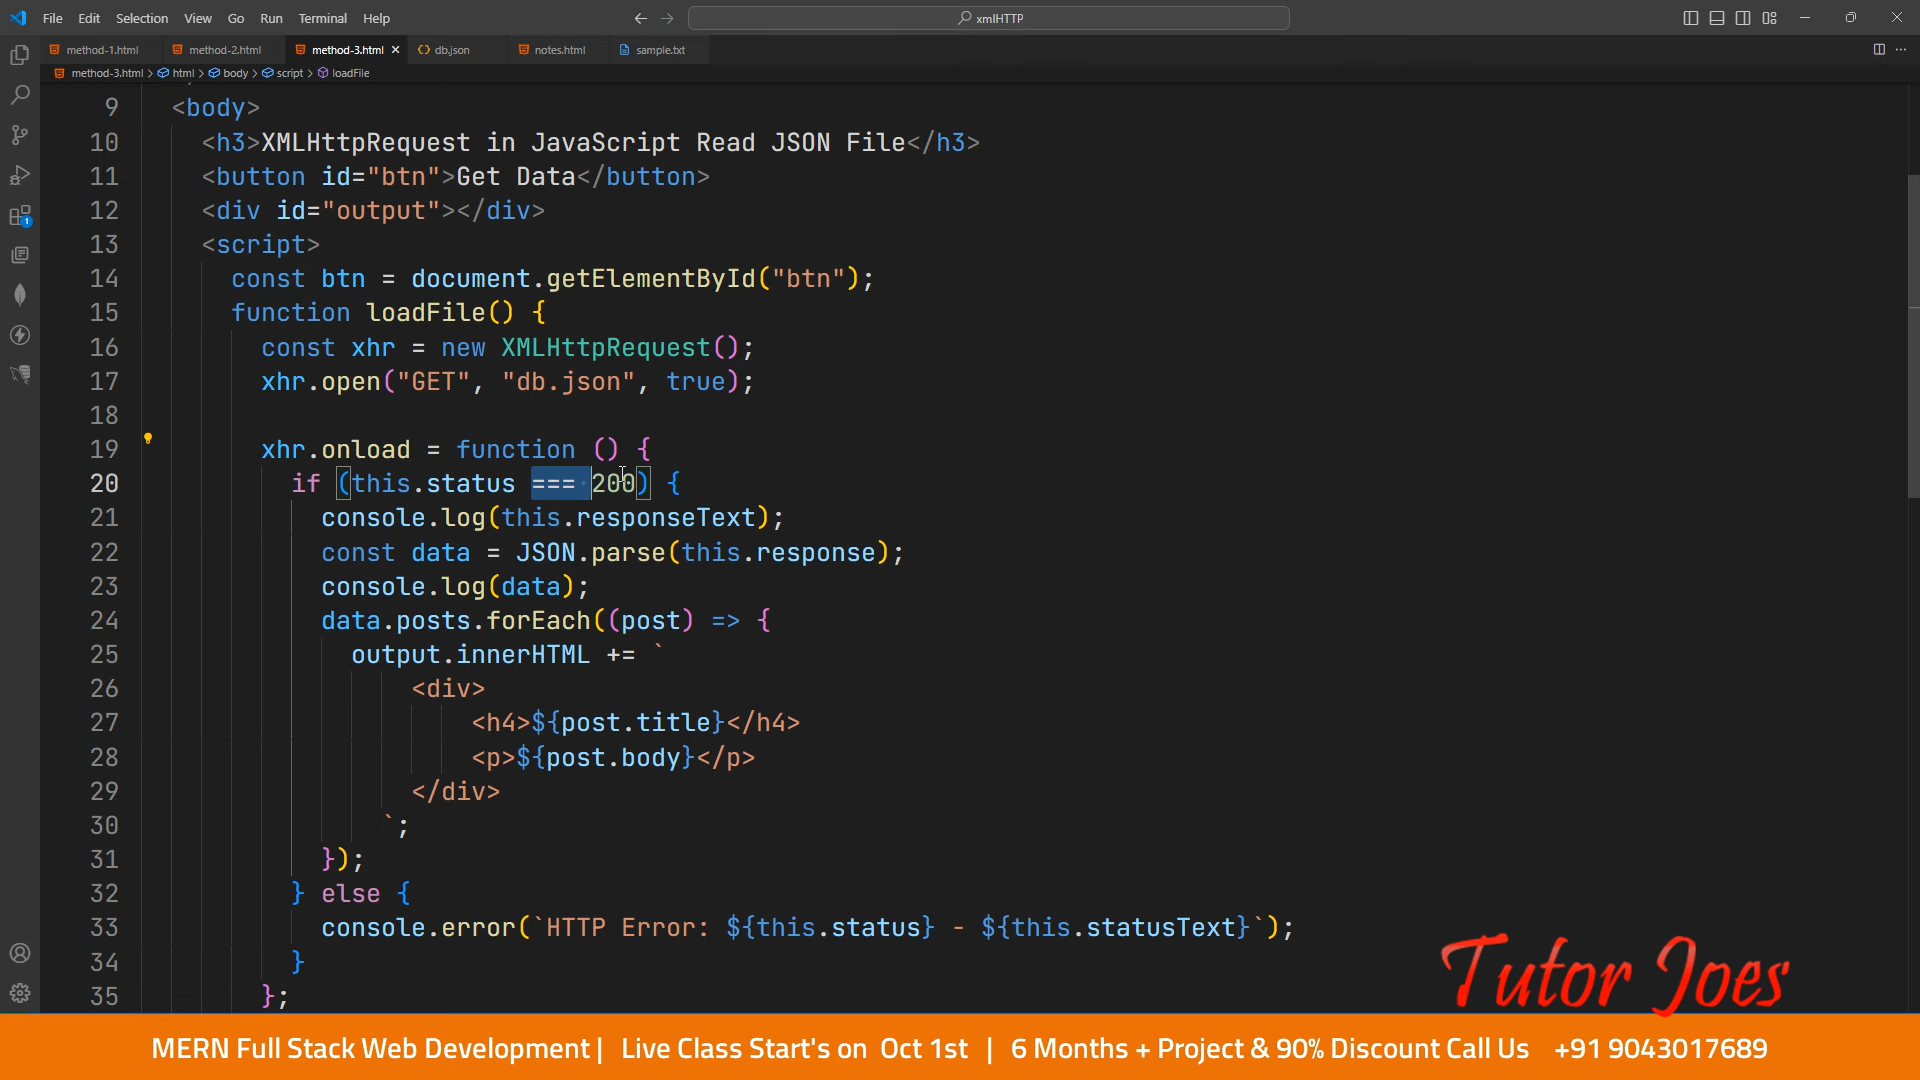 File Edit Selection View Go Run Terminal Help
xmlHTTP
method-1.html method-2.html method-3.html db.json notes.html sample.txt
method-3.html > html > body > script > loadFile
9 <body>
10 <h3>XMLHttpRequest in JavaScript Read JSON File</h3>
11 <button id="btn">Get Data</button>
12 <div id="output"></div>
13 <script>
14 const btn = document.getElementById("btn");
15 function loadFile() {
16 const xhr = new XMLHttpRequest();
17 xhr.open("GET", "db.json", true);
18
19 xhr.onload = function () {
20 if (this.status === 200) {
21 console.log(this.responseText);
22 const data = JSON.parse(this.response);
23 console.log(data);
24 data.posts.forEach((post) => {
25 output.innerHTML += `
26 <div>
27 <h4>${post.title}</h4>
28 <p>${post.body}</p>
29 </div>
30 `;
31 });
32 } else {
33 console.error(`HTTP Error: ${this.status} - ${this.statusText}`);
34 }
35 };
Tutor Joes
MERN Full Stack Web Development | Live Class Start's on Oct 1st | 6 Months + Project & 90% Discount Call Us +91 9043017689